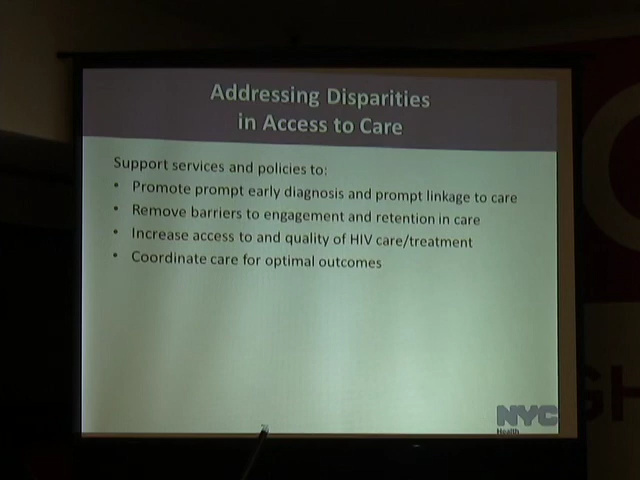 Addressing Disparities
in Access to Care
Support services and policies to:
• Promote prompt early diagnosis and prompt linkage to care
• Remove barriers to engagement and retention in care
• Increase access to and quality of HIV care/treatment
• Coordinate care for optimal outcomes
NYC
Health
GH